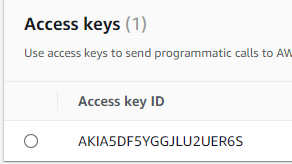 Access keys (1)
Use access keys to send programmatic calls to AW
Access key ID
AKIA5DF5YGGJLU2UER6S